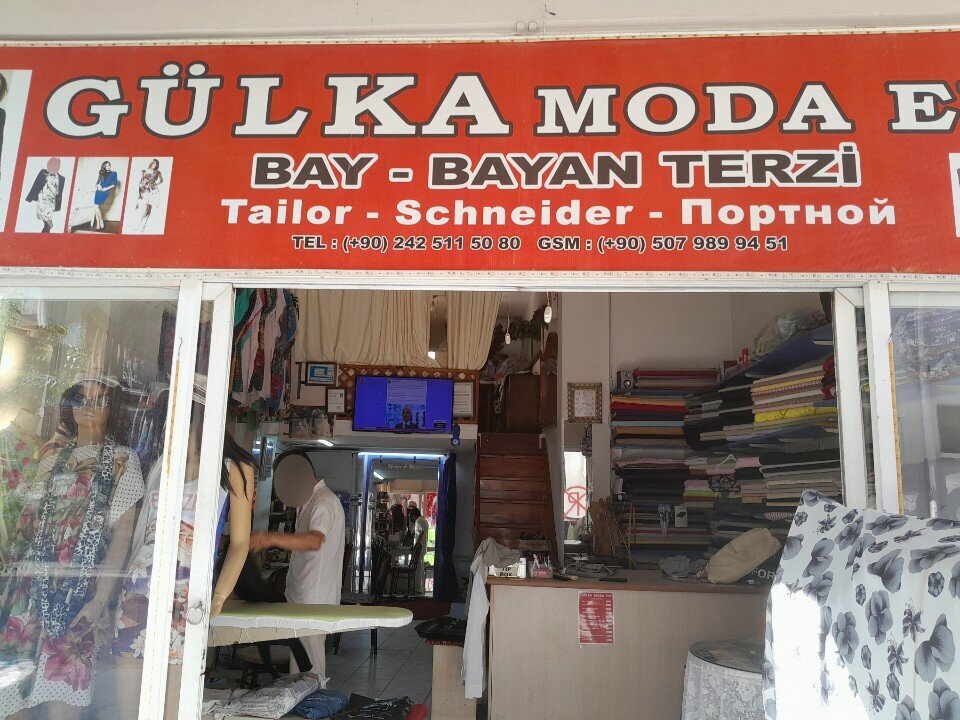 GÜLKA MODA E
BAY - BAYAN TERZİ
Tailor - Schneider - Портной
TEL : (+90) 242 511 50 80 GSM : (+90) 507 989 94 51